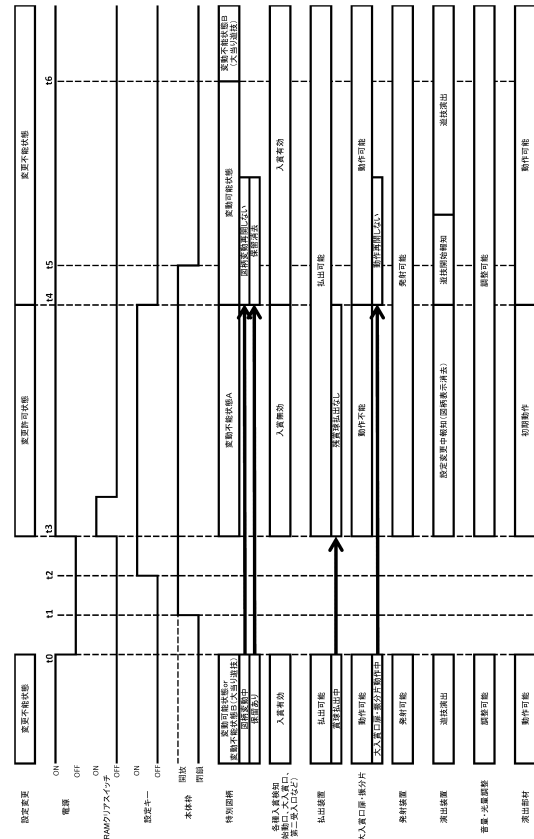 設定変更
変更不能状態
変更許可状態
変更不能状態
t0
t1
t2
t3
t4
t5
t6
電源
ON
OFF
RAMクリアスイッチ
ON
OFF
設定キー
ON
OFF
本体枠
開放
閉鎖
特別図柄
変動可能状態or
変動不能状態B(大当り遊技)
図柄変動中
保留あり
変動不能状態A
変動可能状態
図柄変動再開しない
保留消去
変動不能状態B
(大当り遊技)
各種入賞検知
(始動口、大入賞口、
第二受入口など)
入賞有効
入賞無効
入賞有効
払出装置
払出可能
賞球払出中
残賞球払出なし
払出可能
大入賞口扉・振分片
動作可能
大入賞口扉・振分片動作中
動作不能
動作可能
動作再開しない
発射装置
発射可能
発射可能
演出装置
遊技演出
設定変更中報知(図柄表示消去)
遊技開始報知
遊技演出
音量・光量調整
調整可能
調整可能
演出部材
動作可能
初期動作
動作可能